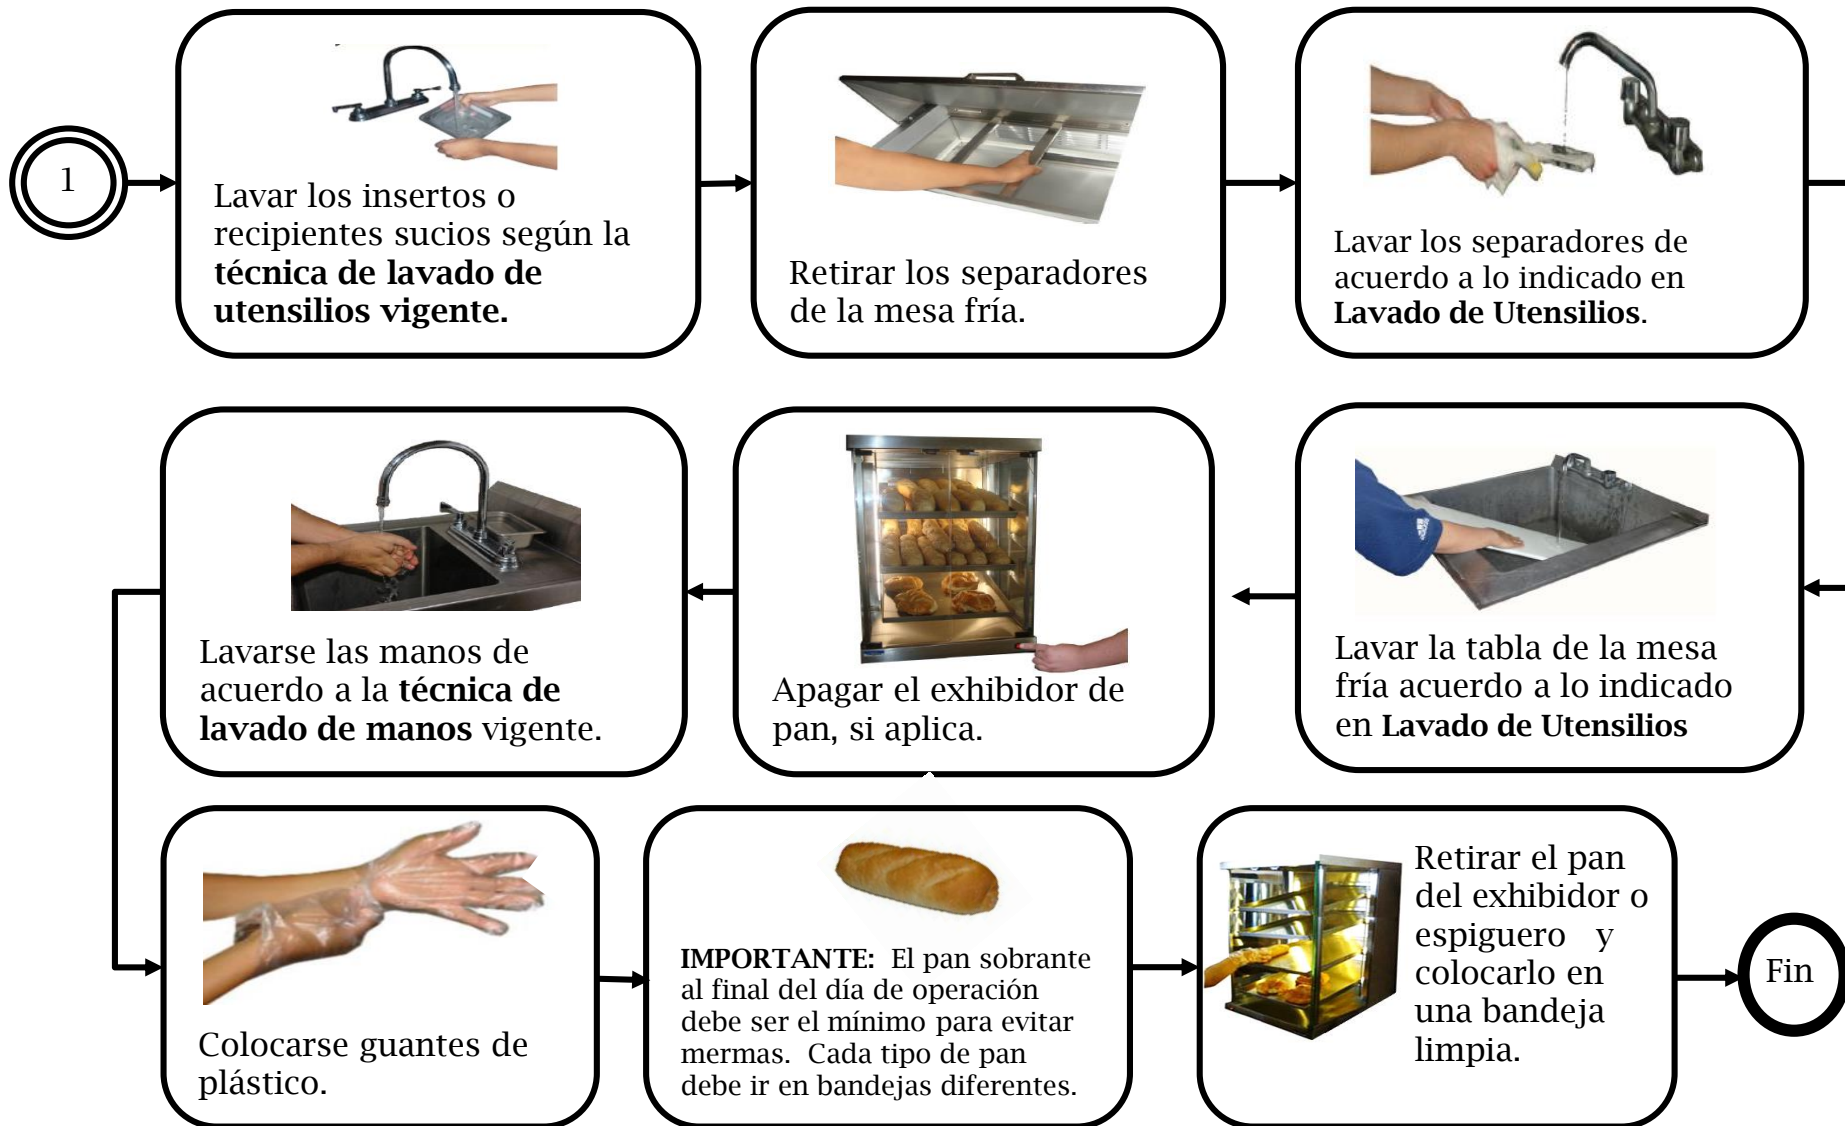 1
Lavar los insertos o
recipientes sucios según la
técnica de lavado de
utensilios vigente.
Retirar los separadores
de la mesa fría.
Lavar los separadores de
acuerdo a lo indicado en
Lavado de Utensilios.
Lavar la tabla de la mesa
fría acuerdo a lo indicado
en Lavado de Utensilios
Apagar el exhibidor de
pan, si aplica.
Lavarse las manos de
acuerdo a la técnica de
lavado de manos vigente.
Colocarse guantes de
plástico.
IMPORTANTE: El pan sobrante
al final del día de operación
debe ser el mínimo para evitar
mermas. Cada tipo de pan
debe ir en bandejas diferentes.
Retirar el pan
del exhibidor o
espiguero y
colocarlo en
una bandeja
limpia.
Fin